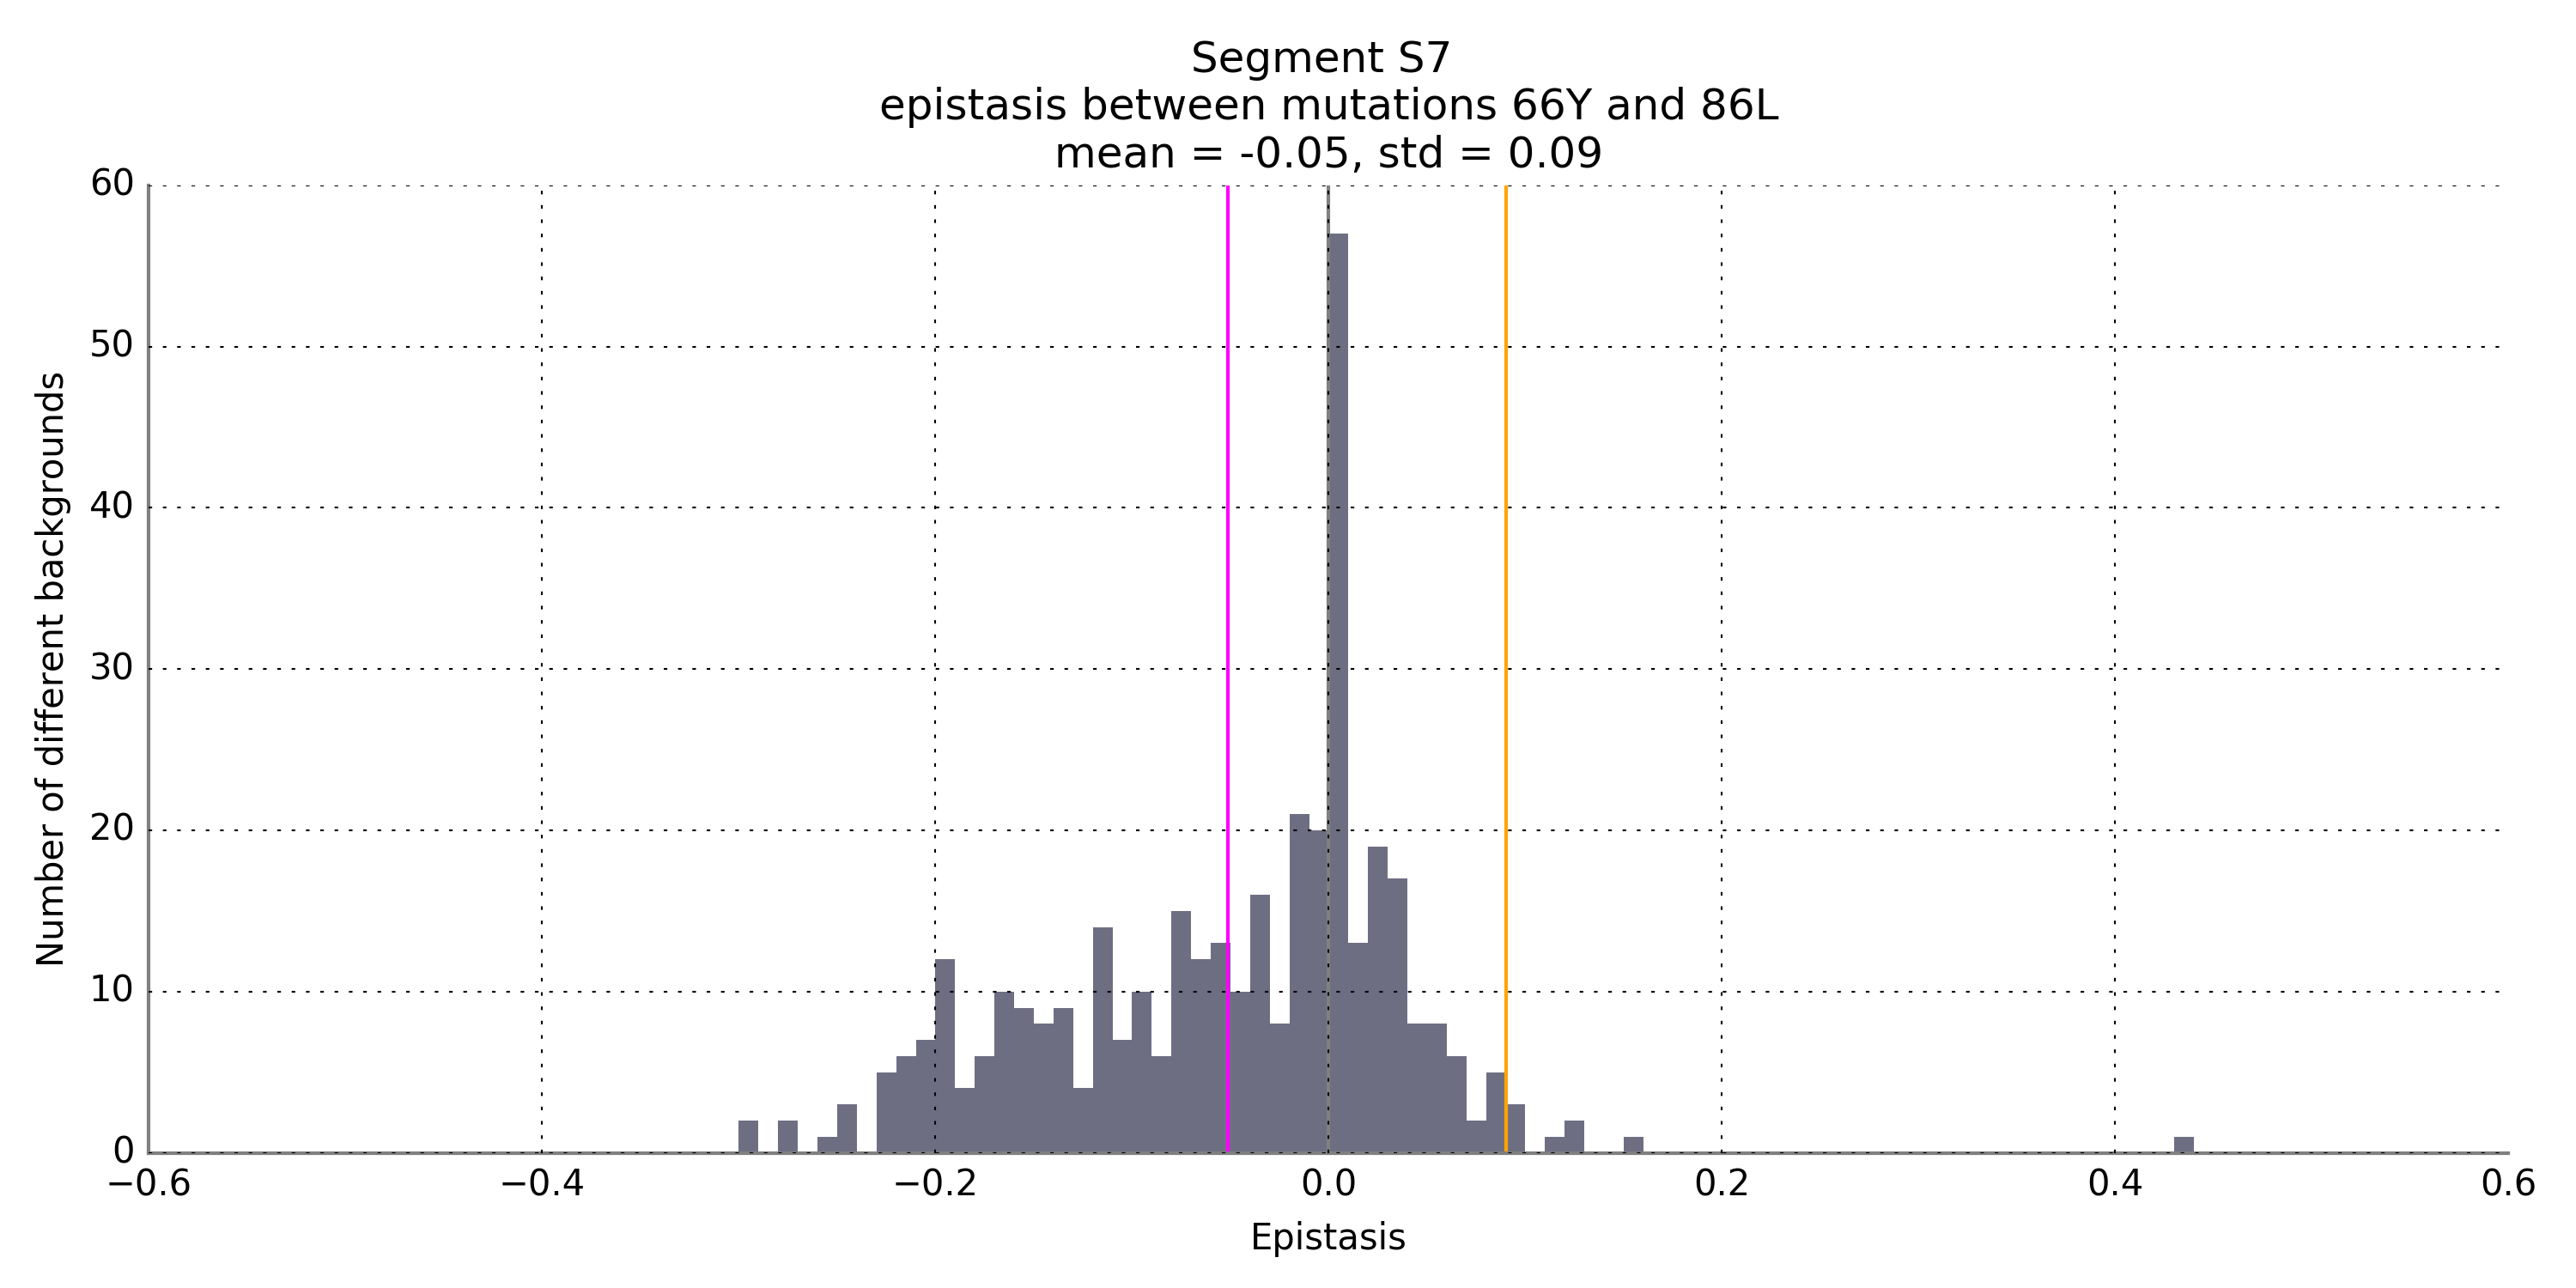 Segment S7
epistasis between mutations 66Y and 86L
mean = -0.05, std = 0.09
Number of different backgrounds
60
50
40
30
20
10
0
−0.6 −0.4 −0.2 0.0 0.2 0.4 0.6
Epistasis